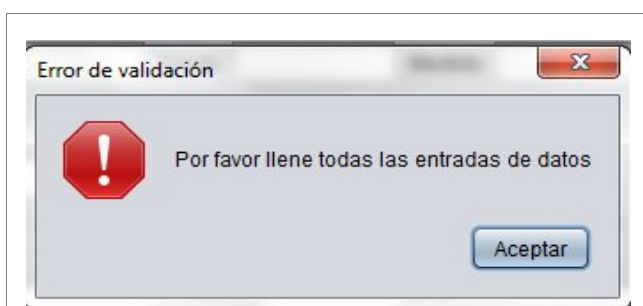 Error de validación
Por favor llene todas las entradas de datos
Aceptar